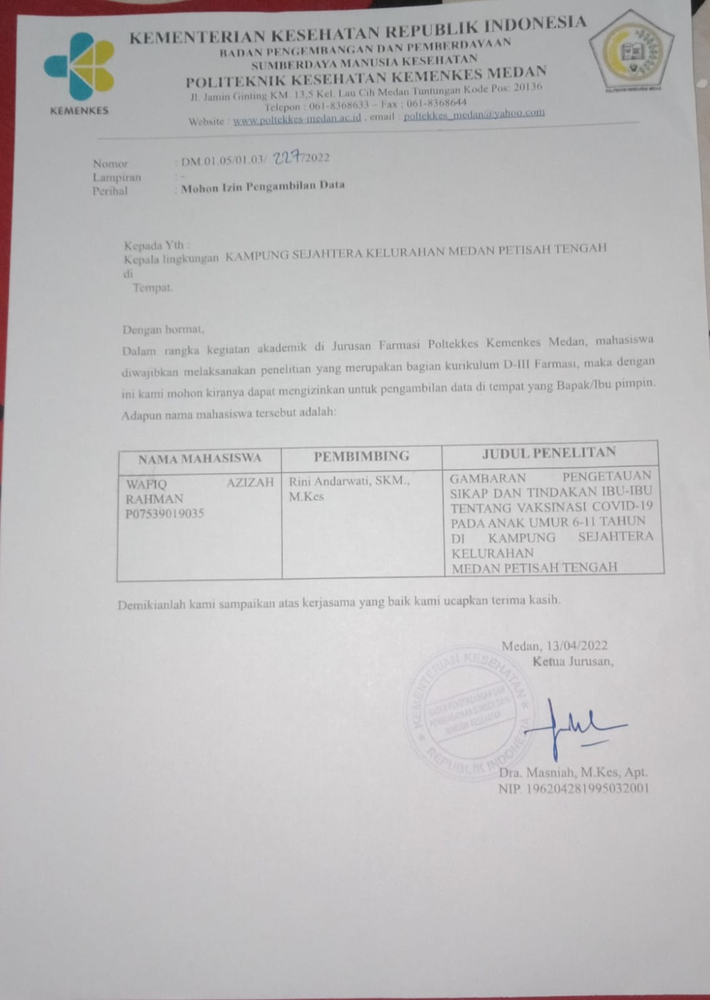 KEMENTERIAN KESEHATAN REPUBLIK INDONESIA
BADAN PENGEMBANGAN DAN PEMBERDAYAAN
SUMBERDAYA MANUSIA KESEHATAN
POLITEKNIK KESEHATAN KEMENKES MEDAN
Jl. Jamin Ginting KM. 13,5 Kel. Lau Cih Medan Tuntungan Kode Pos: 20136
Telepon : 061-8368633 – Fax : 061-8368644
Website : www.poltekkes-medan.ac.id , email : poltekkes_medan@yahoo.com
KEMENKES
POLITEKNIK KESEHATAN MEDAN
Nomor : DM.01.05/01.03/ 227/2022
Lampiran : -
Perihal : Mohon Izin Pengambilan Data
Kepada Yth :
Kepala lingkungan KAMPUNG SEJAHTERA KELURAHAN MEDAN PETISAH TENGAH
di
Tempat.
Dengan hormat,
Dalam rangka kegiatan akademik di Jurusan Farmasi Poltekkes Kemenkes Medan, mahasiswa
diwajibkan melaksanakan penelitian yang merupakan bagian kurikulum D-III Farmasi, maka dengan
ini kami mohon kiranya dapat mengizinkan untuk pengambilan data di tempat yang Bapak/Ibu pimpin.
Adapun nama mahasiswa tersebut adalah:
NAMA MAHASISWA
WAFIQ AZIZAH
RAHMAN
P07539019035
PEMBIMBING
Rini Andarwati, SKM.,
M.Kes
JUDUL PENELITAN
GAMBARAN PENGETAUAN
SIKAP DAN TINDAKAN IBU-IBU
TENTANG VAKSINASI COVID-19
PADA ANAK UMUR 6-11 TAHUN
DI KAMPUNG SEJAHTERA
KELURAHAN
MEDAN PETISAH TENGAH
Demikianlah kami sampaikan atas kerjasama yang baik kami ucapkan terima kasih.
Medan, 13/04/2022
Ketua Jurusan,
KEMENTERIAN KESEHATAN
BADAN PENGEMBANGAN DAN
PEMBERDAYAAN SUMBER DAYA
MANUSIA KESEHATAN
REPUBLIK INDONESIA
Dra. Masniah, M.Kes, Apt.
NIP. 196204281995032001